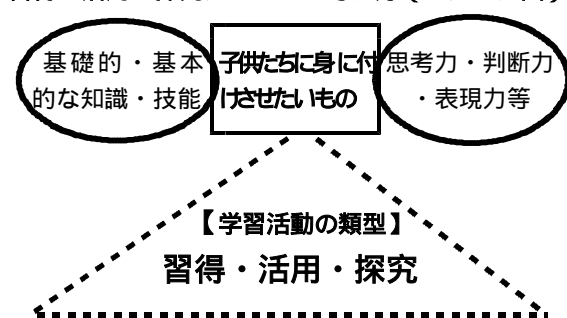 基礎的・基本
的な知識・技能
子供たちに身に付
けさせたいもの
思考力・判断力
・表現力等
【学習活動の類型】
習得・活用・探究